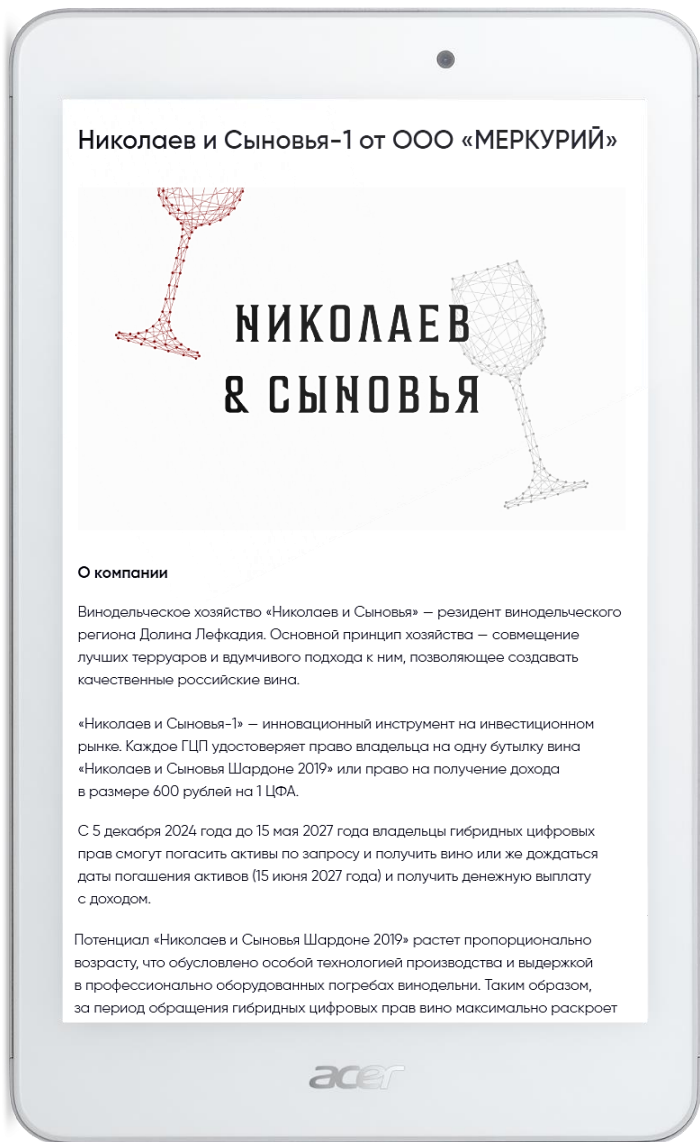 Николаев и Сыновья-1 от ООО «МЕРКУРИЙ»
НИКОЛАЕВ
& СЫНОВЬЯ
О компании
Винодельческое хозяйство «Николаев и Сыновья» — резидент винодельческого
региона Долина Лефкадия. Основной принцип хозяйства — совмещение
лучших терруаров и вдумчивого подхода к ним, позволяющее создавать
качественные российские вина.
«Николаев и Сыновья-1» — инновационный инструмент на инвестиционном
рынке. Каждое ГЦП удостоверяет право владельца на одну бутылку вина
«Николаев и Сыновья Шардоне 2019» или право на получение дохода
в размере 600 рублей на 1 ЦФА.
С 5 декабря 2024 года до 15 мая 2027 года владельцы гибридных цифровых
прав смогут погасить активы по запросу и получить вино или же дождаться
даты погашения активов (15 июня 2027 года) и получить денежную выплату
с доходом.
Потенциал «Николаев и Сыновья Шардоне 2019» растет пропорционально
возрасту, что обусловлено особой технологией производства и выдержкой
в профессионально оборудованных погребах винодельни. Таким образом,
за период обращения гибридных цифровых прав вино максимально раскроет
acer